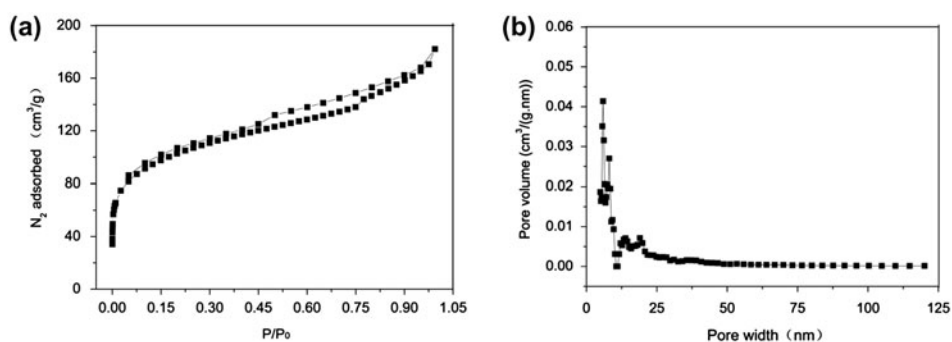 (a)
200
160
120
80
40
0
N₂ adsorbed (cm³/g)
0.00 0.15 0.30 0.45 0.60 0.75 0.90 1.05
P/P₀
(b)
0.06
0.05
0.04
0.03
0.02
0.01
0.00
Pore volume (cm³/(g.nm))
0 25 50 75 100 125
Pore width (nm)